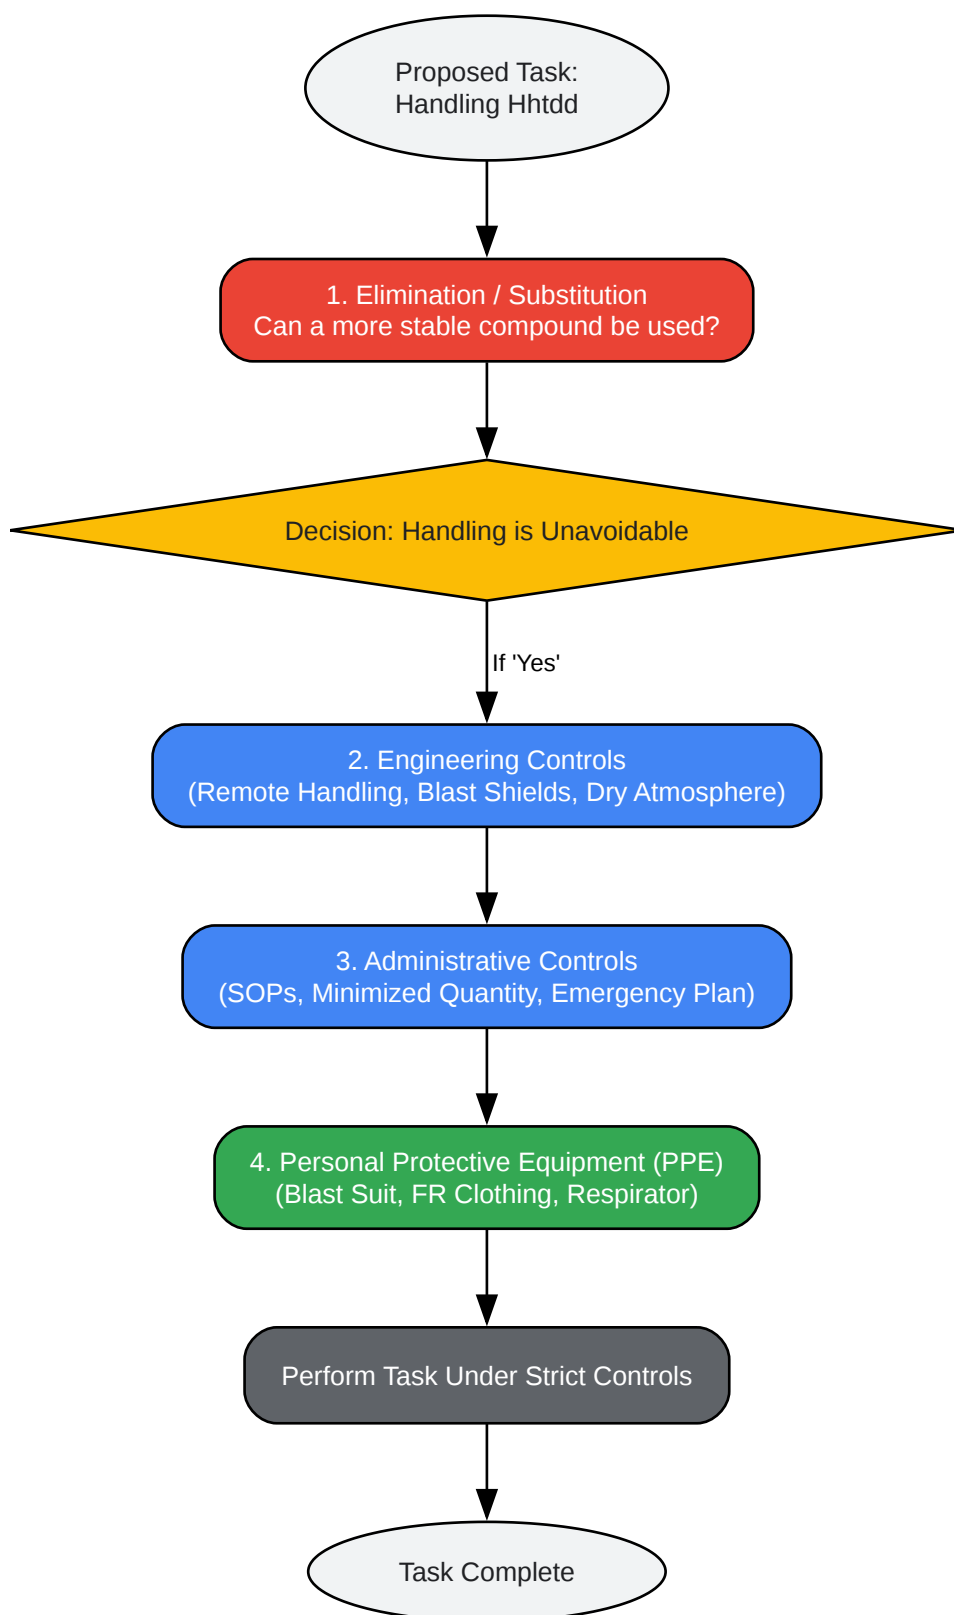 Proposed Task:
Handling Hhtdd
1. Elimination / Substitution
Can a more stable compound be used?
Decision: Handling is Unavoidable
If 'Yes'
2. Engineering Controls
(Remote Handling, Blast Shields, Dry Atmosphere)
3. Administrative Controls
(SOPs, Minimized Quantity, Emergency Plan)
4. Personal Protective Equipment (PPE)
(Blast Suit, FR Clothing, Respirator)
Perform Task Under Strict Controls
Task Complete